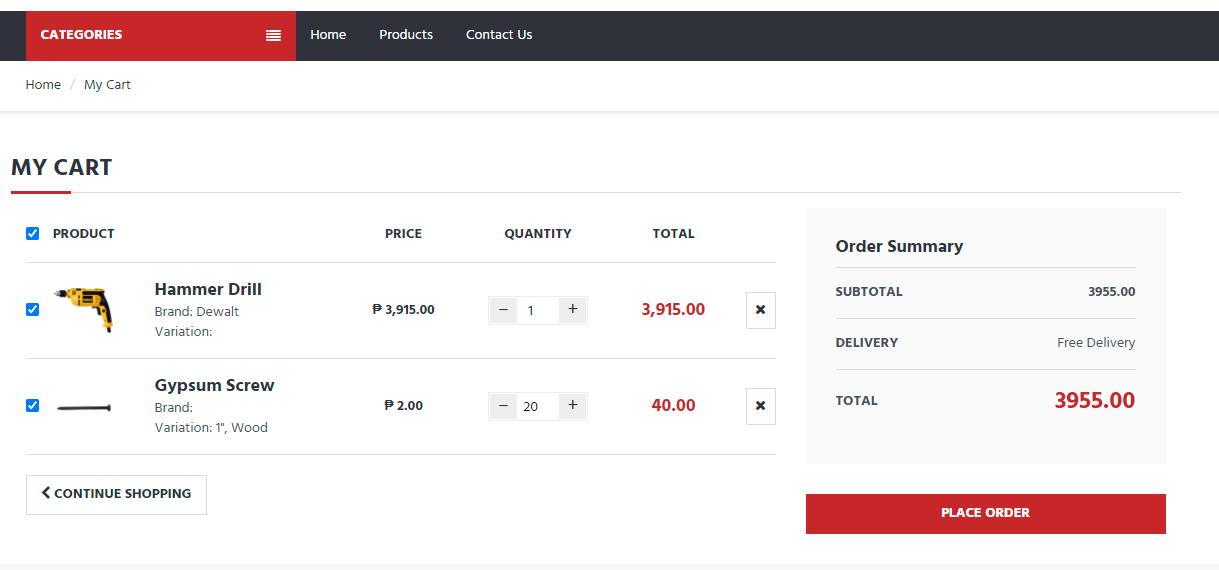 CATEGORIES
Home
Products
Contact Us
Home / My Cart
MY CART
PRODUCT PRICE QUANTITY TOTAL
Hammer Drill
Brand: Dewalt
Variation:
₱ 3,915.00
− 1 +
3,915.00
✖
Gypsum Screw
Brand:
Variation: 1", Wood
₱ 2.00
− 20 +
40.00
✖
CONTINUE SHOPPING
Order Summary
SUBTOTAL 3955.00
DELIVERY Free Delivery
TOTAL 3955.00
PLACE ORDER